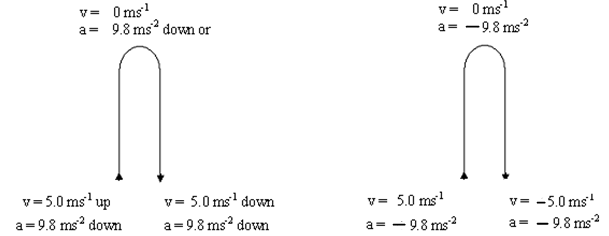 v = 0 ms⁻¹
a = 9.8 ms⁻² down or
v = 5.0 ms⁻¹ up
a = 9.8 ms⁻² down
v = 5.0 ms⁻¹ down
a = 9.8 ms⁻² down
v = 0 ms⁻¹
a = —9.8 ms⁻²
v = 5.0 ms⁻¹
a = — 9.8 ms⁻²
v = —5.0 ms⁻¹
a = — 9.8 ms⁻²